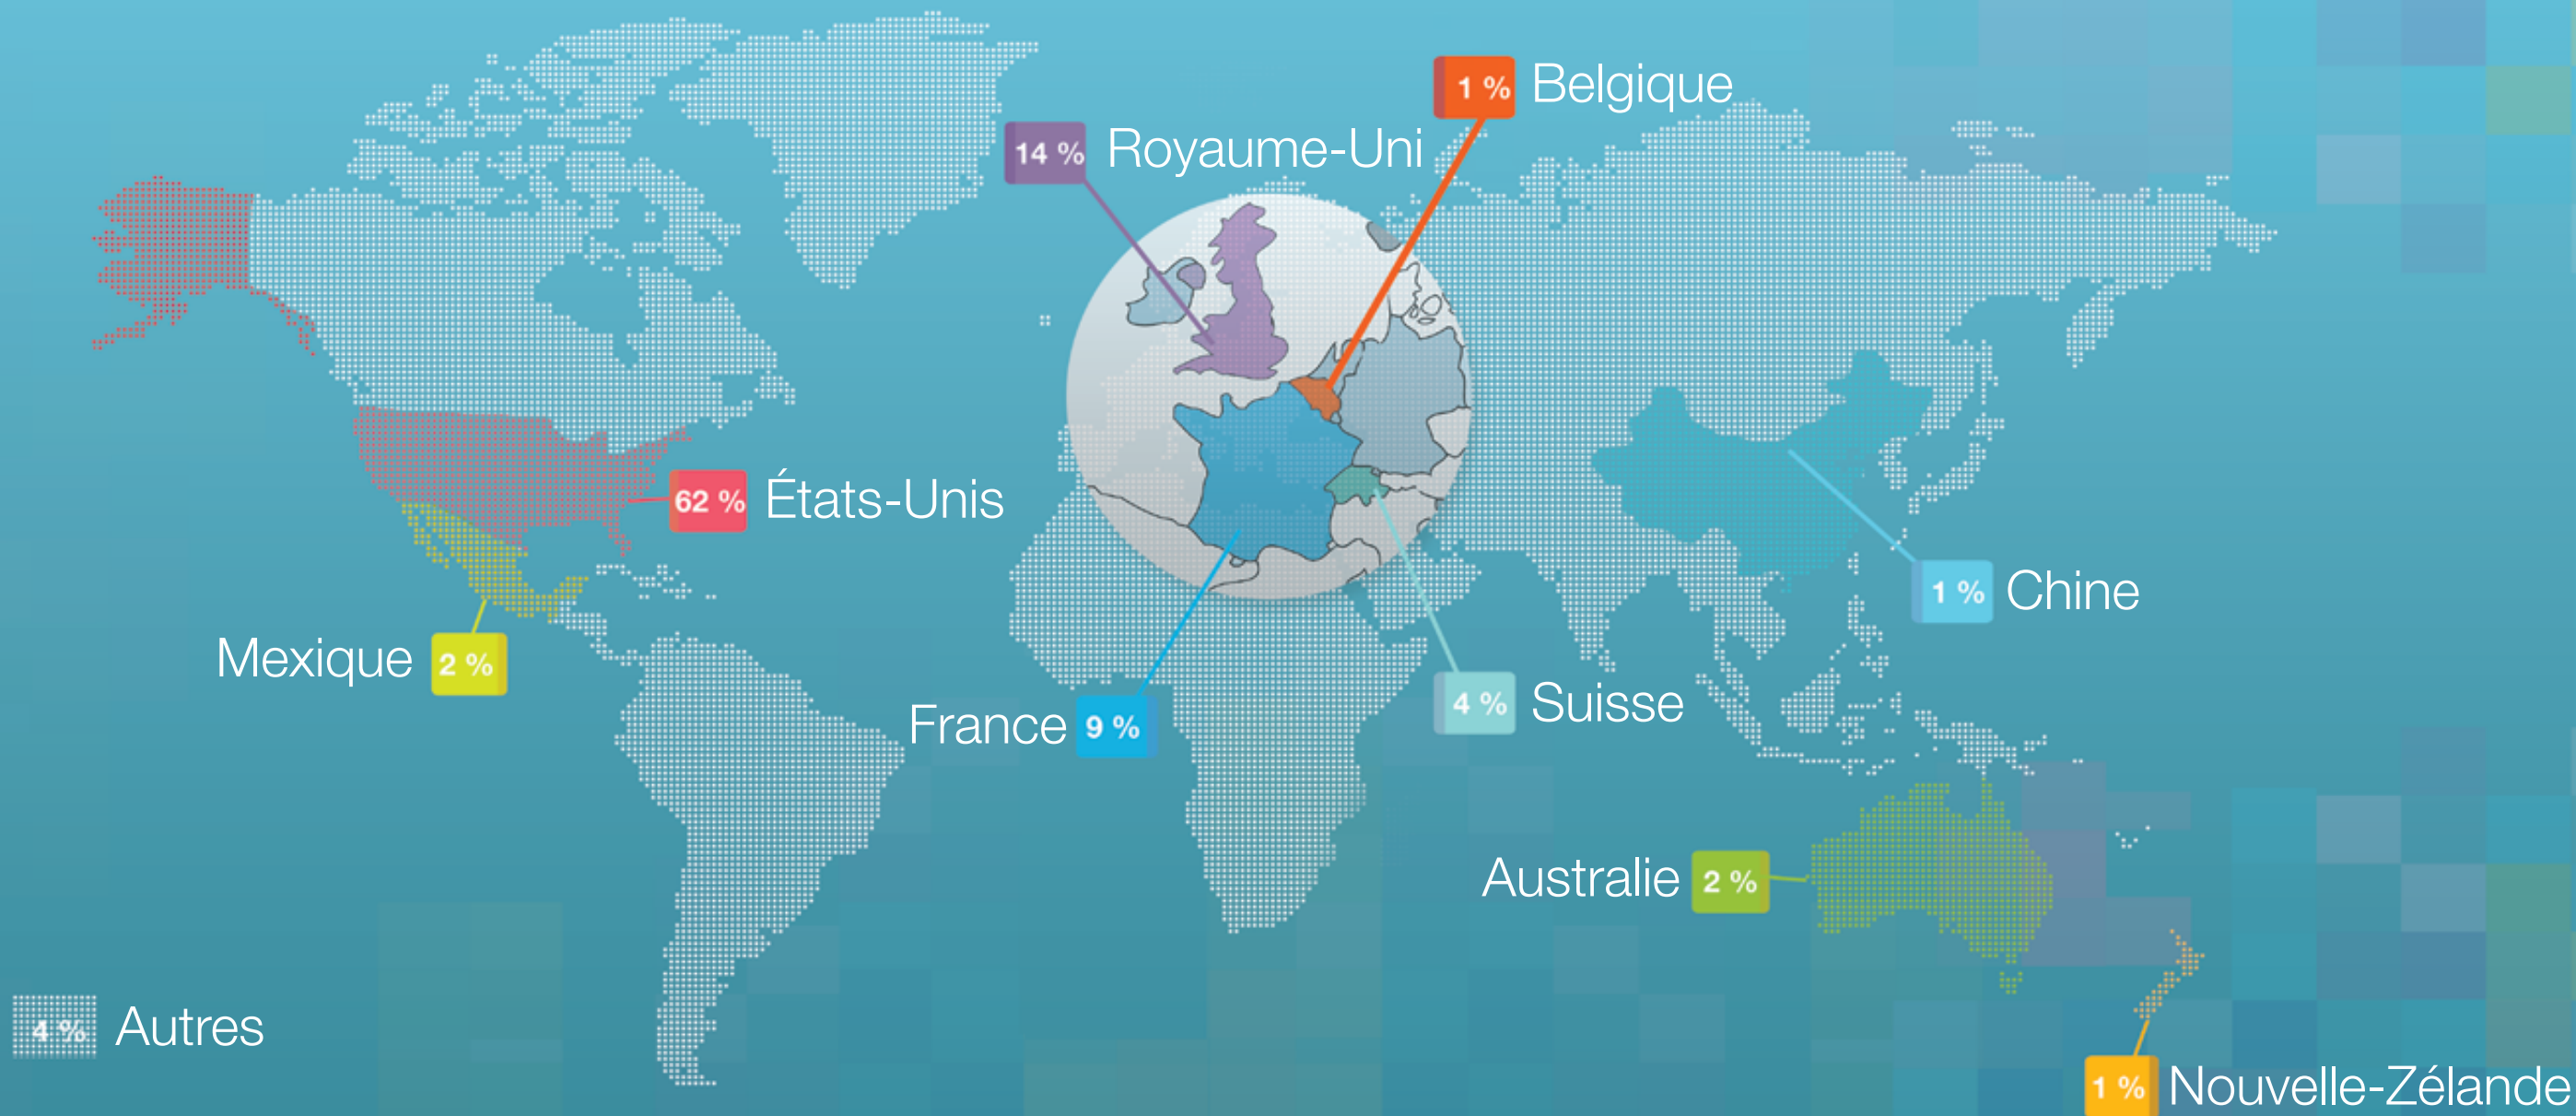 1 % Belgique
14 % Royaume-Uni
62 % États-Unis
1 % Chine
Mexique 2 %
4 % Suisse
France 9 %
Australie 2 %
4 % Autres
1 % Nouvelle-Zélande